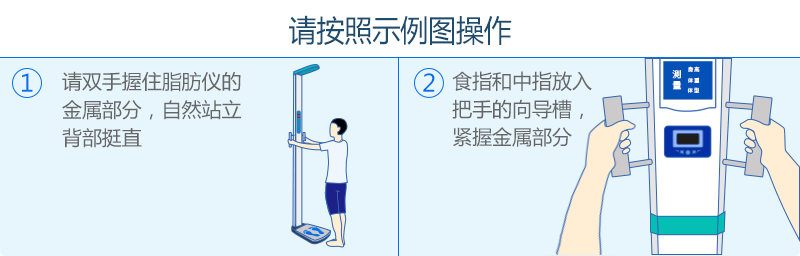 请按照示例图操作
1
请双手握住脂肪仪的
金属部分，自然站立
背部挺直
2
食指和中指放入
把手的向导槽，
紧握金属部分
測量
身高
体重
体型